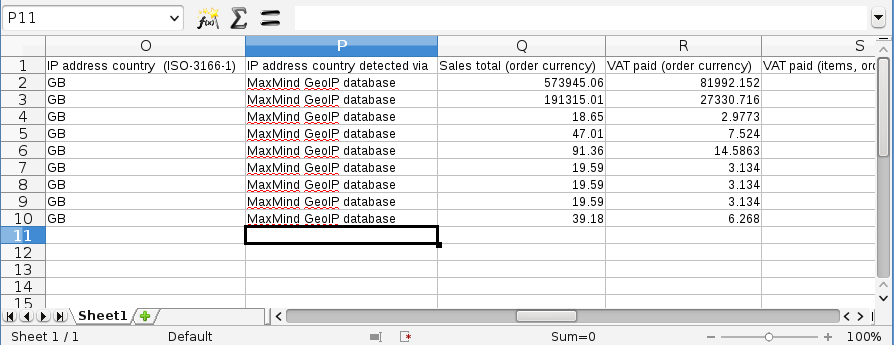 P11 f(x) Σ =
O P Q R S
1 IP address country (ISO-3166-1) IP address country detected via Sales total (order currency) VAT paid (order currency) VAT paid (items, or
2 GB MaxMind GeoIP database 573945.06 81992.152
3 GB MaxMind GeoIP database 191315.01 27330.716
4 GB MaxMind GeoIP database 18.65 2.9773
5 GB MaxMind GeoIP database 47.01 7.524
6 GB MaxMind GeoIP database 91.36 14.5863
7 GB MaxMind GeoIP database 19.59 3.134
8 GB MaxMind GeoIP database 19.59 3.134
9 GB MaxMind GeoIP database 19.59 3.134
10 GB MaxMind GeoIP database 39.18 6.268
11
12
13
14
15
Sheet1
Sheet 1 / 1 Default Sum=0 100%